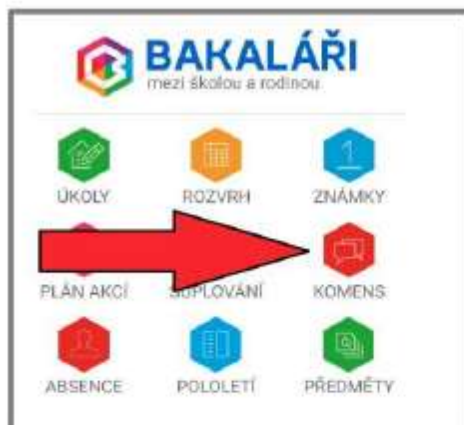 BAKALÁŘI
mezi školou a rodinou
ÚKOLY ROZVRH ZNÁMKY
PLÁN AKCÍ SUPLOVÁNÍ KOMENS
ABSENCE POLOLETÍ PŘEDMĚTY